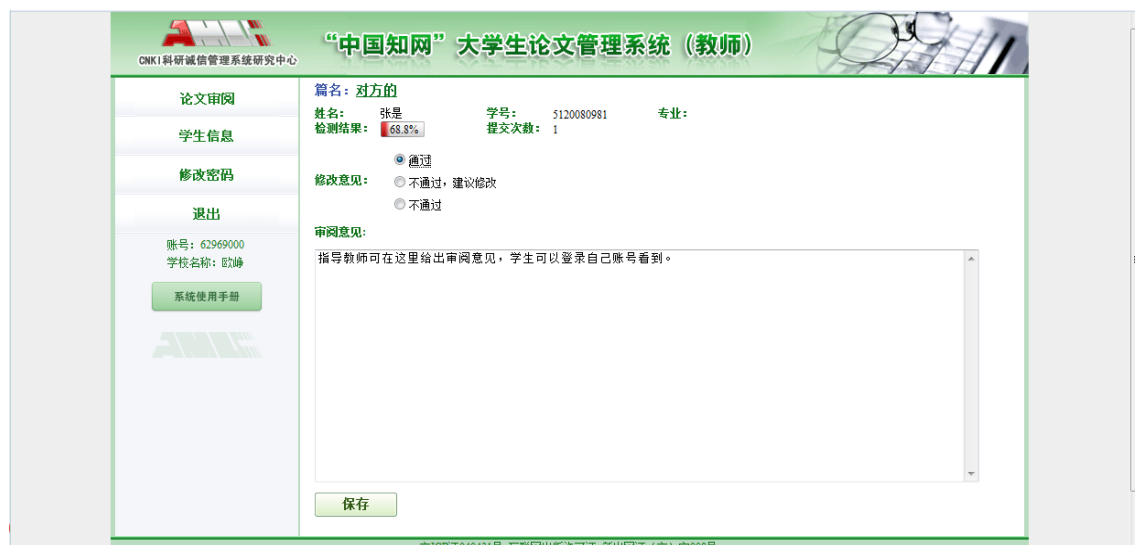 CNKI科研诚信管理系统研究中心
“中国知网”大学生论文管理系统（教师）
论文审阅
学生信息
修改密码
退出
账号：62969000
学校名称：欧峥
系统使用手册
篇名：对方的
姓名： 张是 学号： 5120080981 专业：
检测结果： 68.8% 提交次数： 1
修改意见：
通过
不通过，建议修改
不通过
审阅意见:
指导教师可在这里给出审阅意见，学生可以登录自己账号看到。
保存